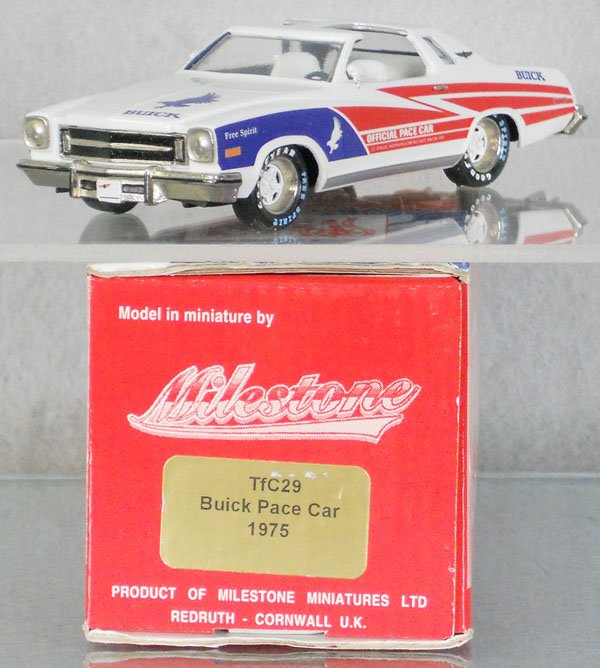 BUICK
BUICK
Free Spirit
OFFICIAL PACE CAR
Model in miniature by
Milestone
TfC29
Buick Pace Car
1975
PRODUCT OF MILESTONE MINIATURES LTD
REDRUTH - CORNWALL U.K.